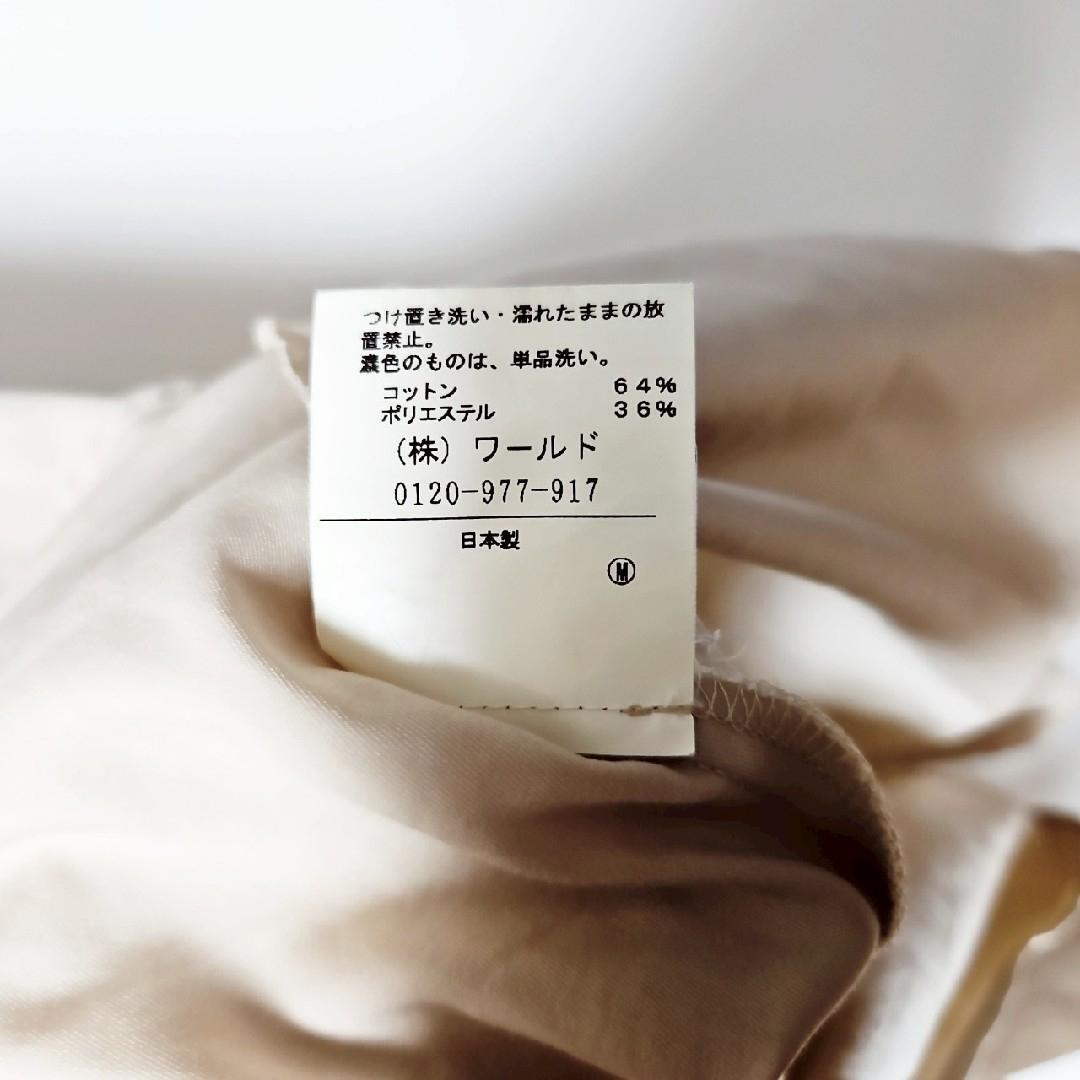 つけ置き洗い・濡れたままの放
置禁止。
濃色のものは、単品洗い。
コットン 64%
ポリエステル 36%
(株)ワールド
0120-977-917
日本製
Ⓜ